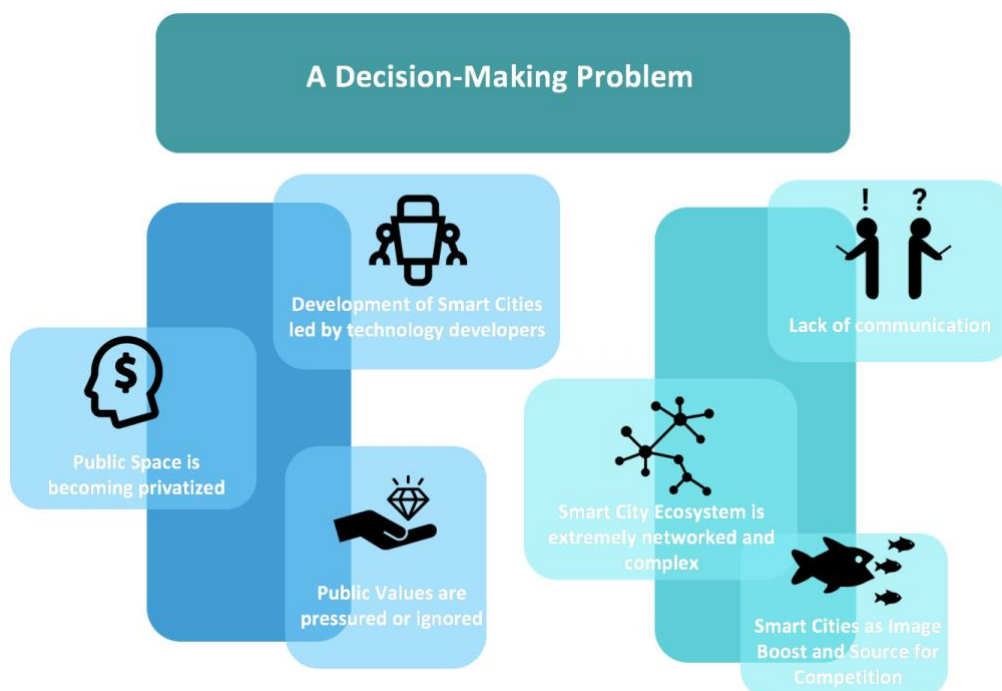 A Decision-Making Problem
Development of Smart Cities
led by technology developers
$
Public Space is
becoming privatized
Public Values are
pressured or ignored
! ?
Lack of communication
Smart City Ecosystem is
extremely networked and
complex
Smart Cities as Image
Boost and Source for
Competition